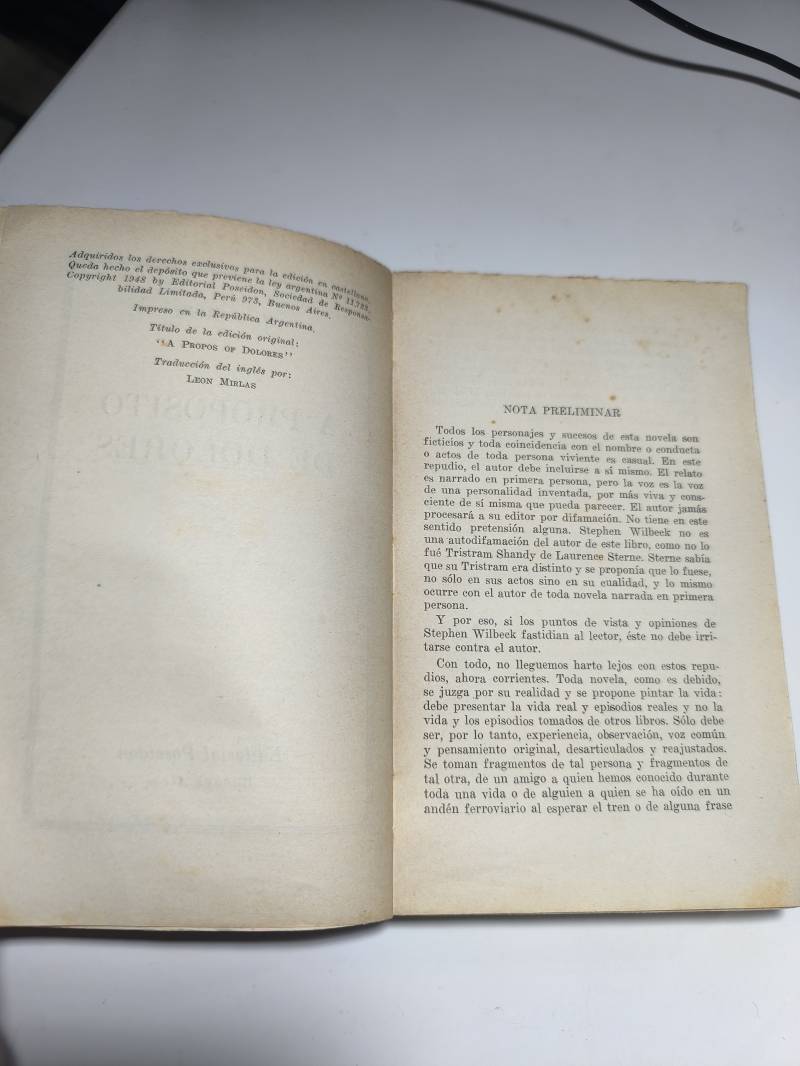 Adquiridos los derechos exclusivos para la edición en castellano.
Queda hecho el depósito que previene la ley argentina Nº 11.723.
Copyright 1948 by Editorial Poseidon, Sociedad de Responsa-
bilidad Limitada, Perú 973, Buenos Aires.
Impreso en la República Argentina.
Título de la edición original:
"A PROPOS OF DOLORES"
Traducción del inglés por:
LEON MIRLAS
NOTA PRELIMINAR
Todos los personajes y sucesos de esta novela son
ficticios y toda coincidencia con el nombre o conducta
o actos de toda persona viviente es casual. En este
repudio, el autor debe incluirse a sí mismo. El relato
es narrado en primera persona, pero la voz es la voz
de una personalidad inventada, por más viva y cons-
ciente de sí misma que pueda parecer. El autor jamás
procesará a su editor por difamación. No tiene en este
sentido pretensión alguna. Stephen Wilbeck no es
una autodifamación del autor de este libro, como no lo
fué Tristram Shandy de Laurence Sterne. Sterne sabía
que su Tristram era distinto y se proponía que lo fuese,
no sólo en sus actos sino en su cualidad, y lo mismo
ocurre con el autor de toda novela narrada en primera
persona.
Y por eso, si los puntos de vista y opiniones de
Stephen Wilbeck fastidian al lector, éste no debe irri-
tarse contra el autor.
Con todo, no lleguemos harto lejos con estos repu-
dios, ahora corrientes. Toda novela, como es debido,
se juzga por su realidad y se propone pintar la vida:
debe presentar la vida real y episodios reales y no la
vida y los episodios tomados de otros libros. Sólo debe
ser, por lo tanto, experiencia, observación, voz común
y pensamiento original, desarticulados y reajustados.
Se toman fragmentos de tal persona y fragmentos de
tal otra, de un amigo a quien hemos conocido durante
toda una vida o de alguien a quien se ha oído en un
andén ferroviario al esperar el tren o de alguna frase